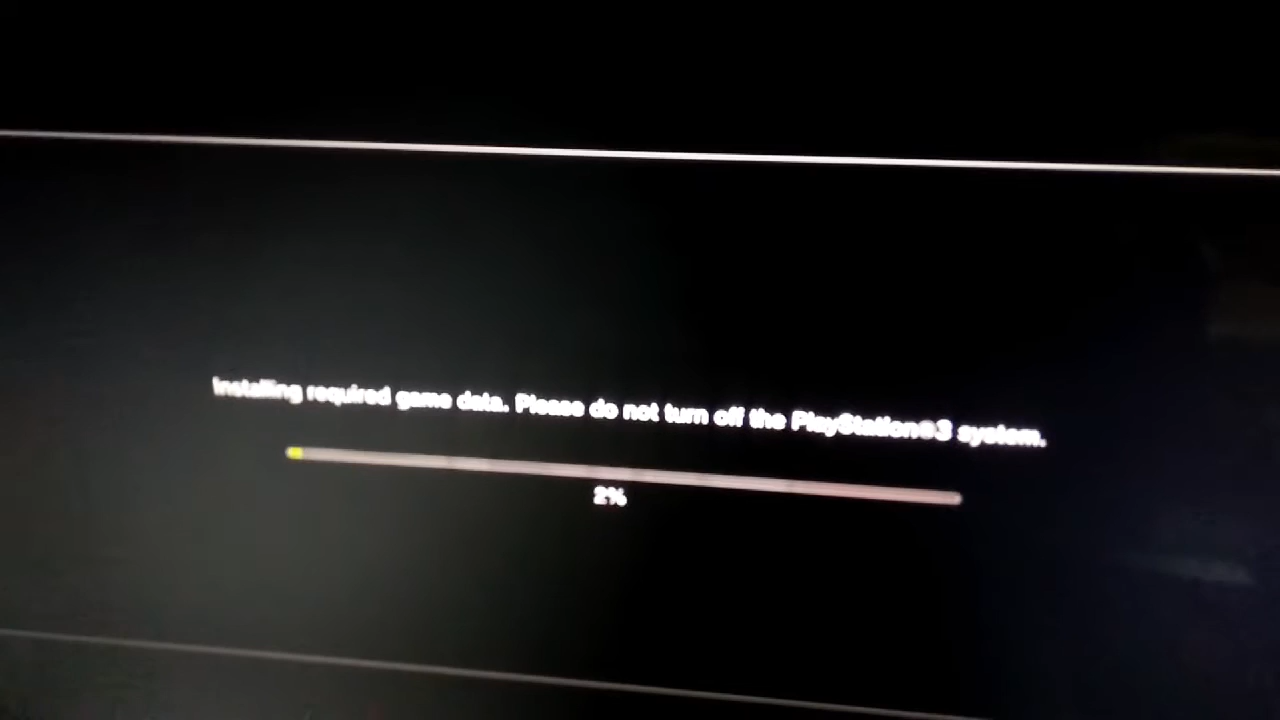 Installing required game data. Please do not turn off the PlayStation®3 system.
2%